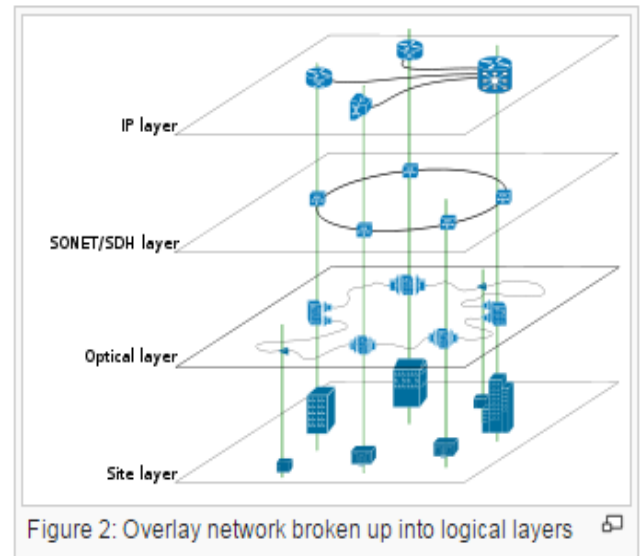 IP layer
SONET/SDH layer
Optical layer
Site layer
Figure 2: Overlay network broken up into logical layers